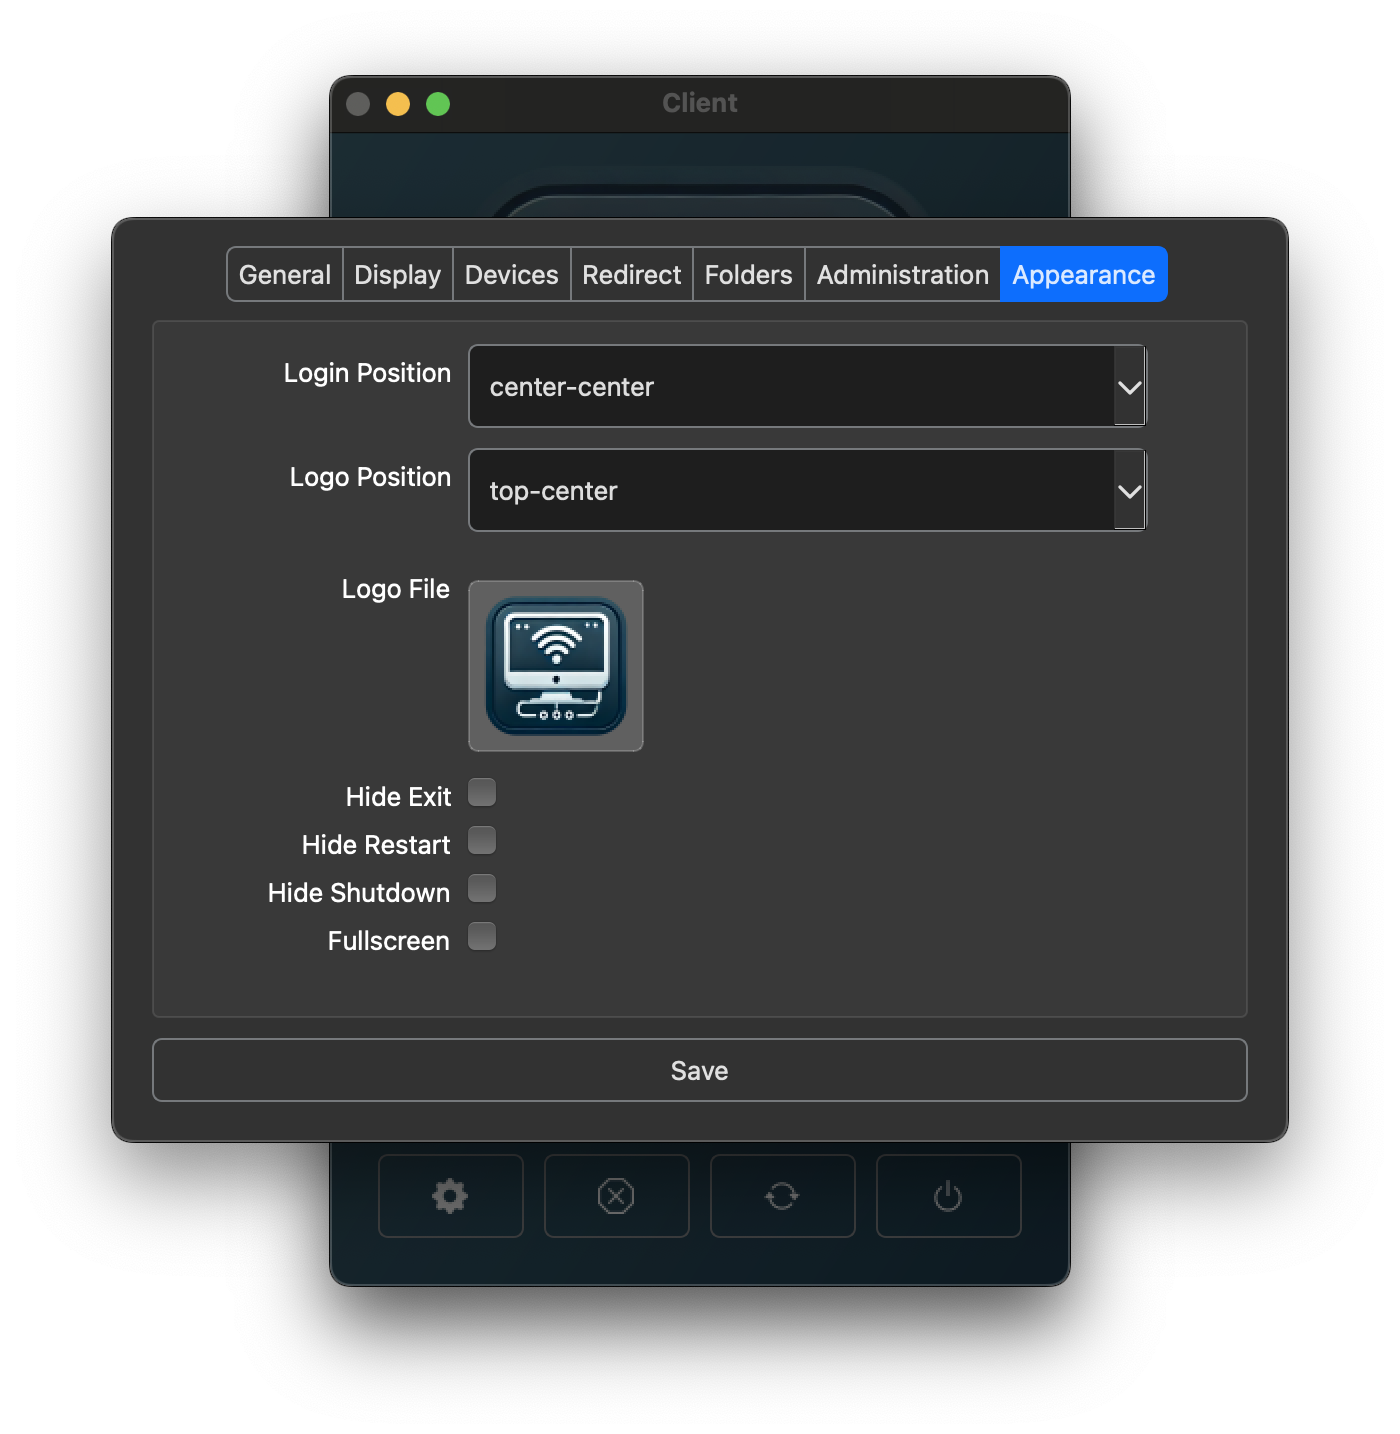 Client
General Display Devices Redirect Folders Administration Appearance
Login Position center-center
Logo Position top-center
Logo File
Hide Exit
Hide Restart
Hide Shutdown
Fullscreen
Save